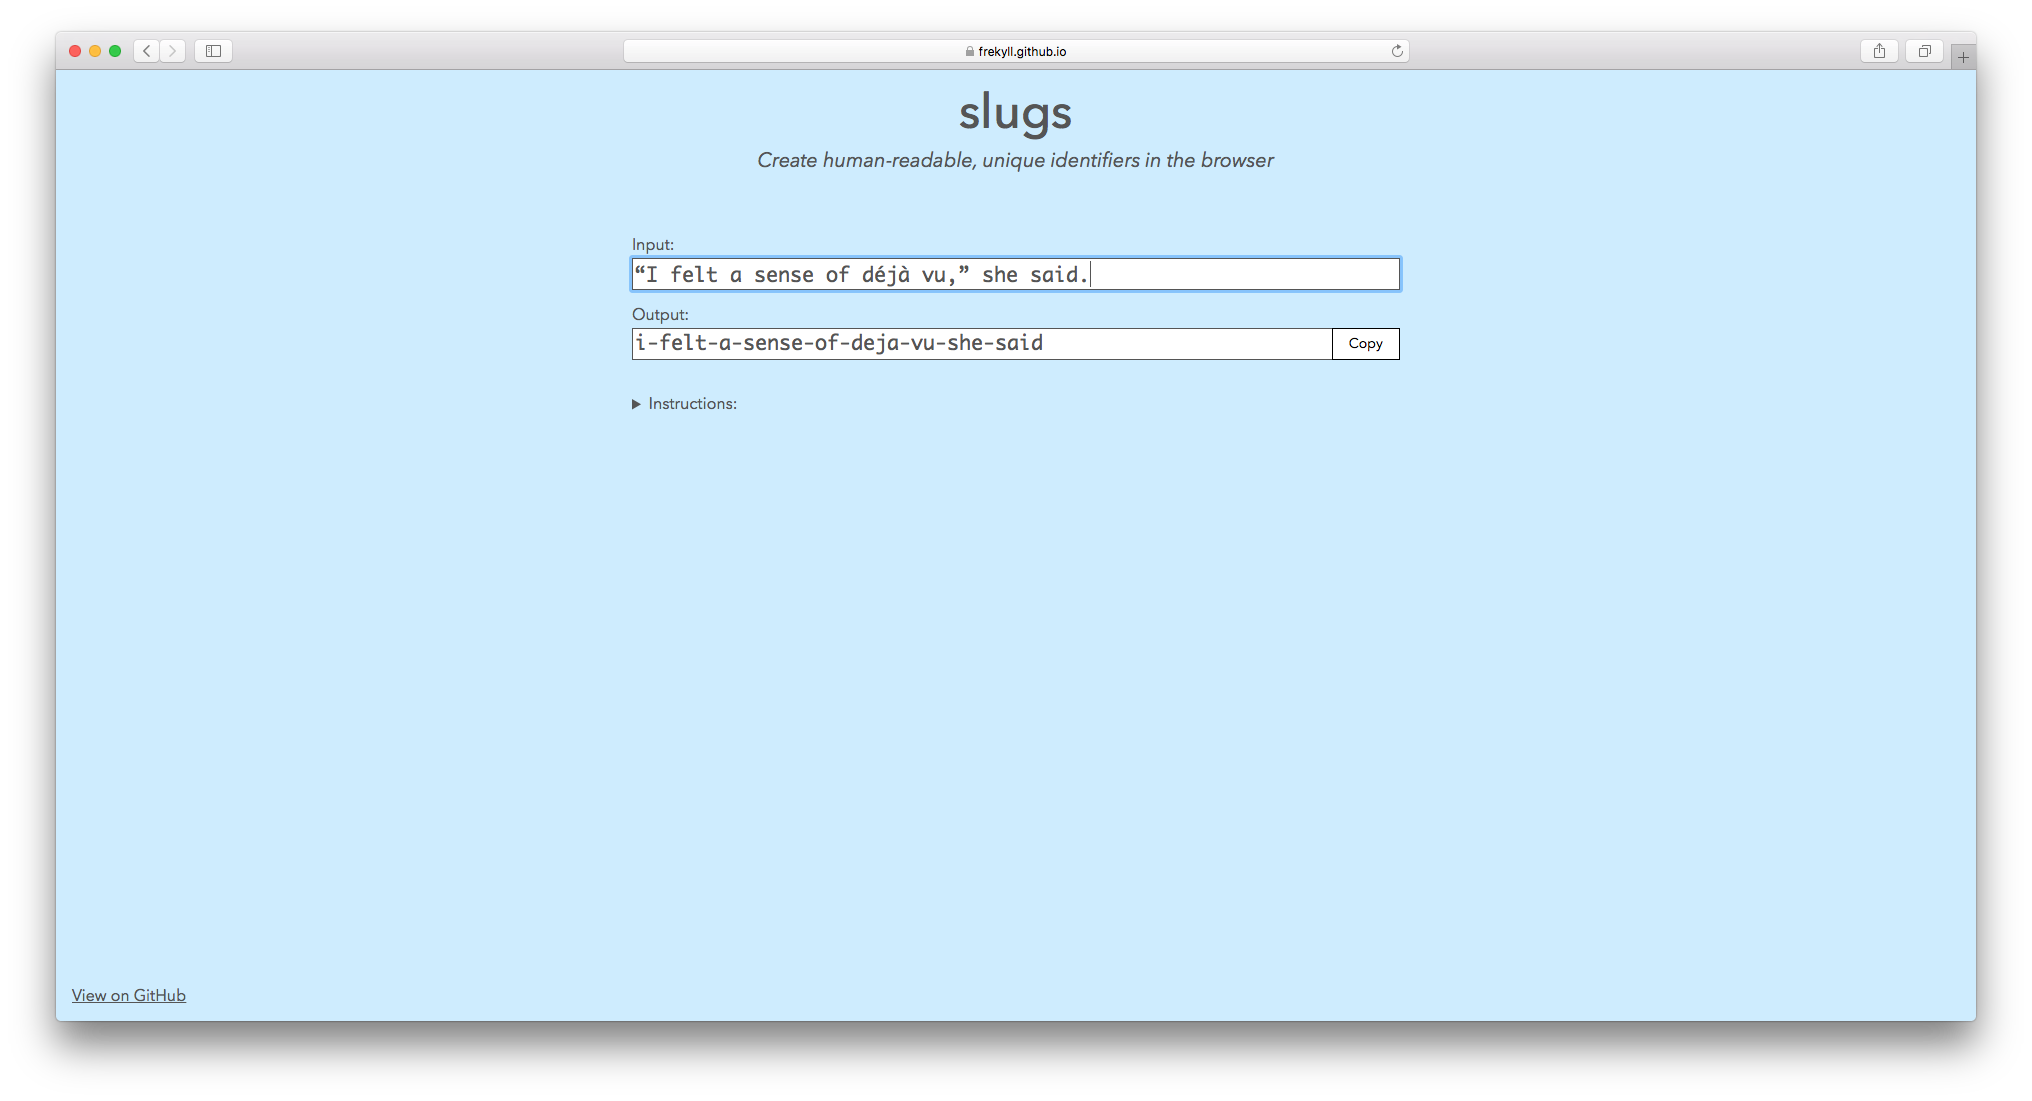 frekyll.github.io
slugs
Create human-readable, unique identifiers in the browser
Input:
“I felt a sense of déjà vu,” she said.
Output:
i-felt-a-sense-of-deja-vu-she-said
Copy
Instructions:
View on GitHub